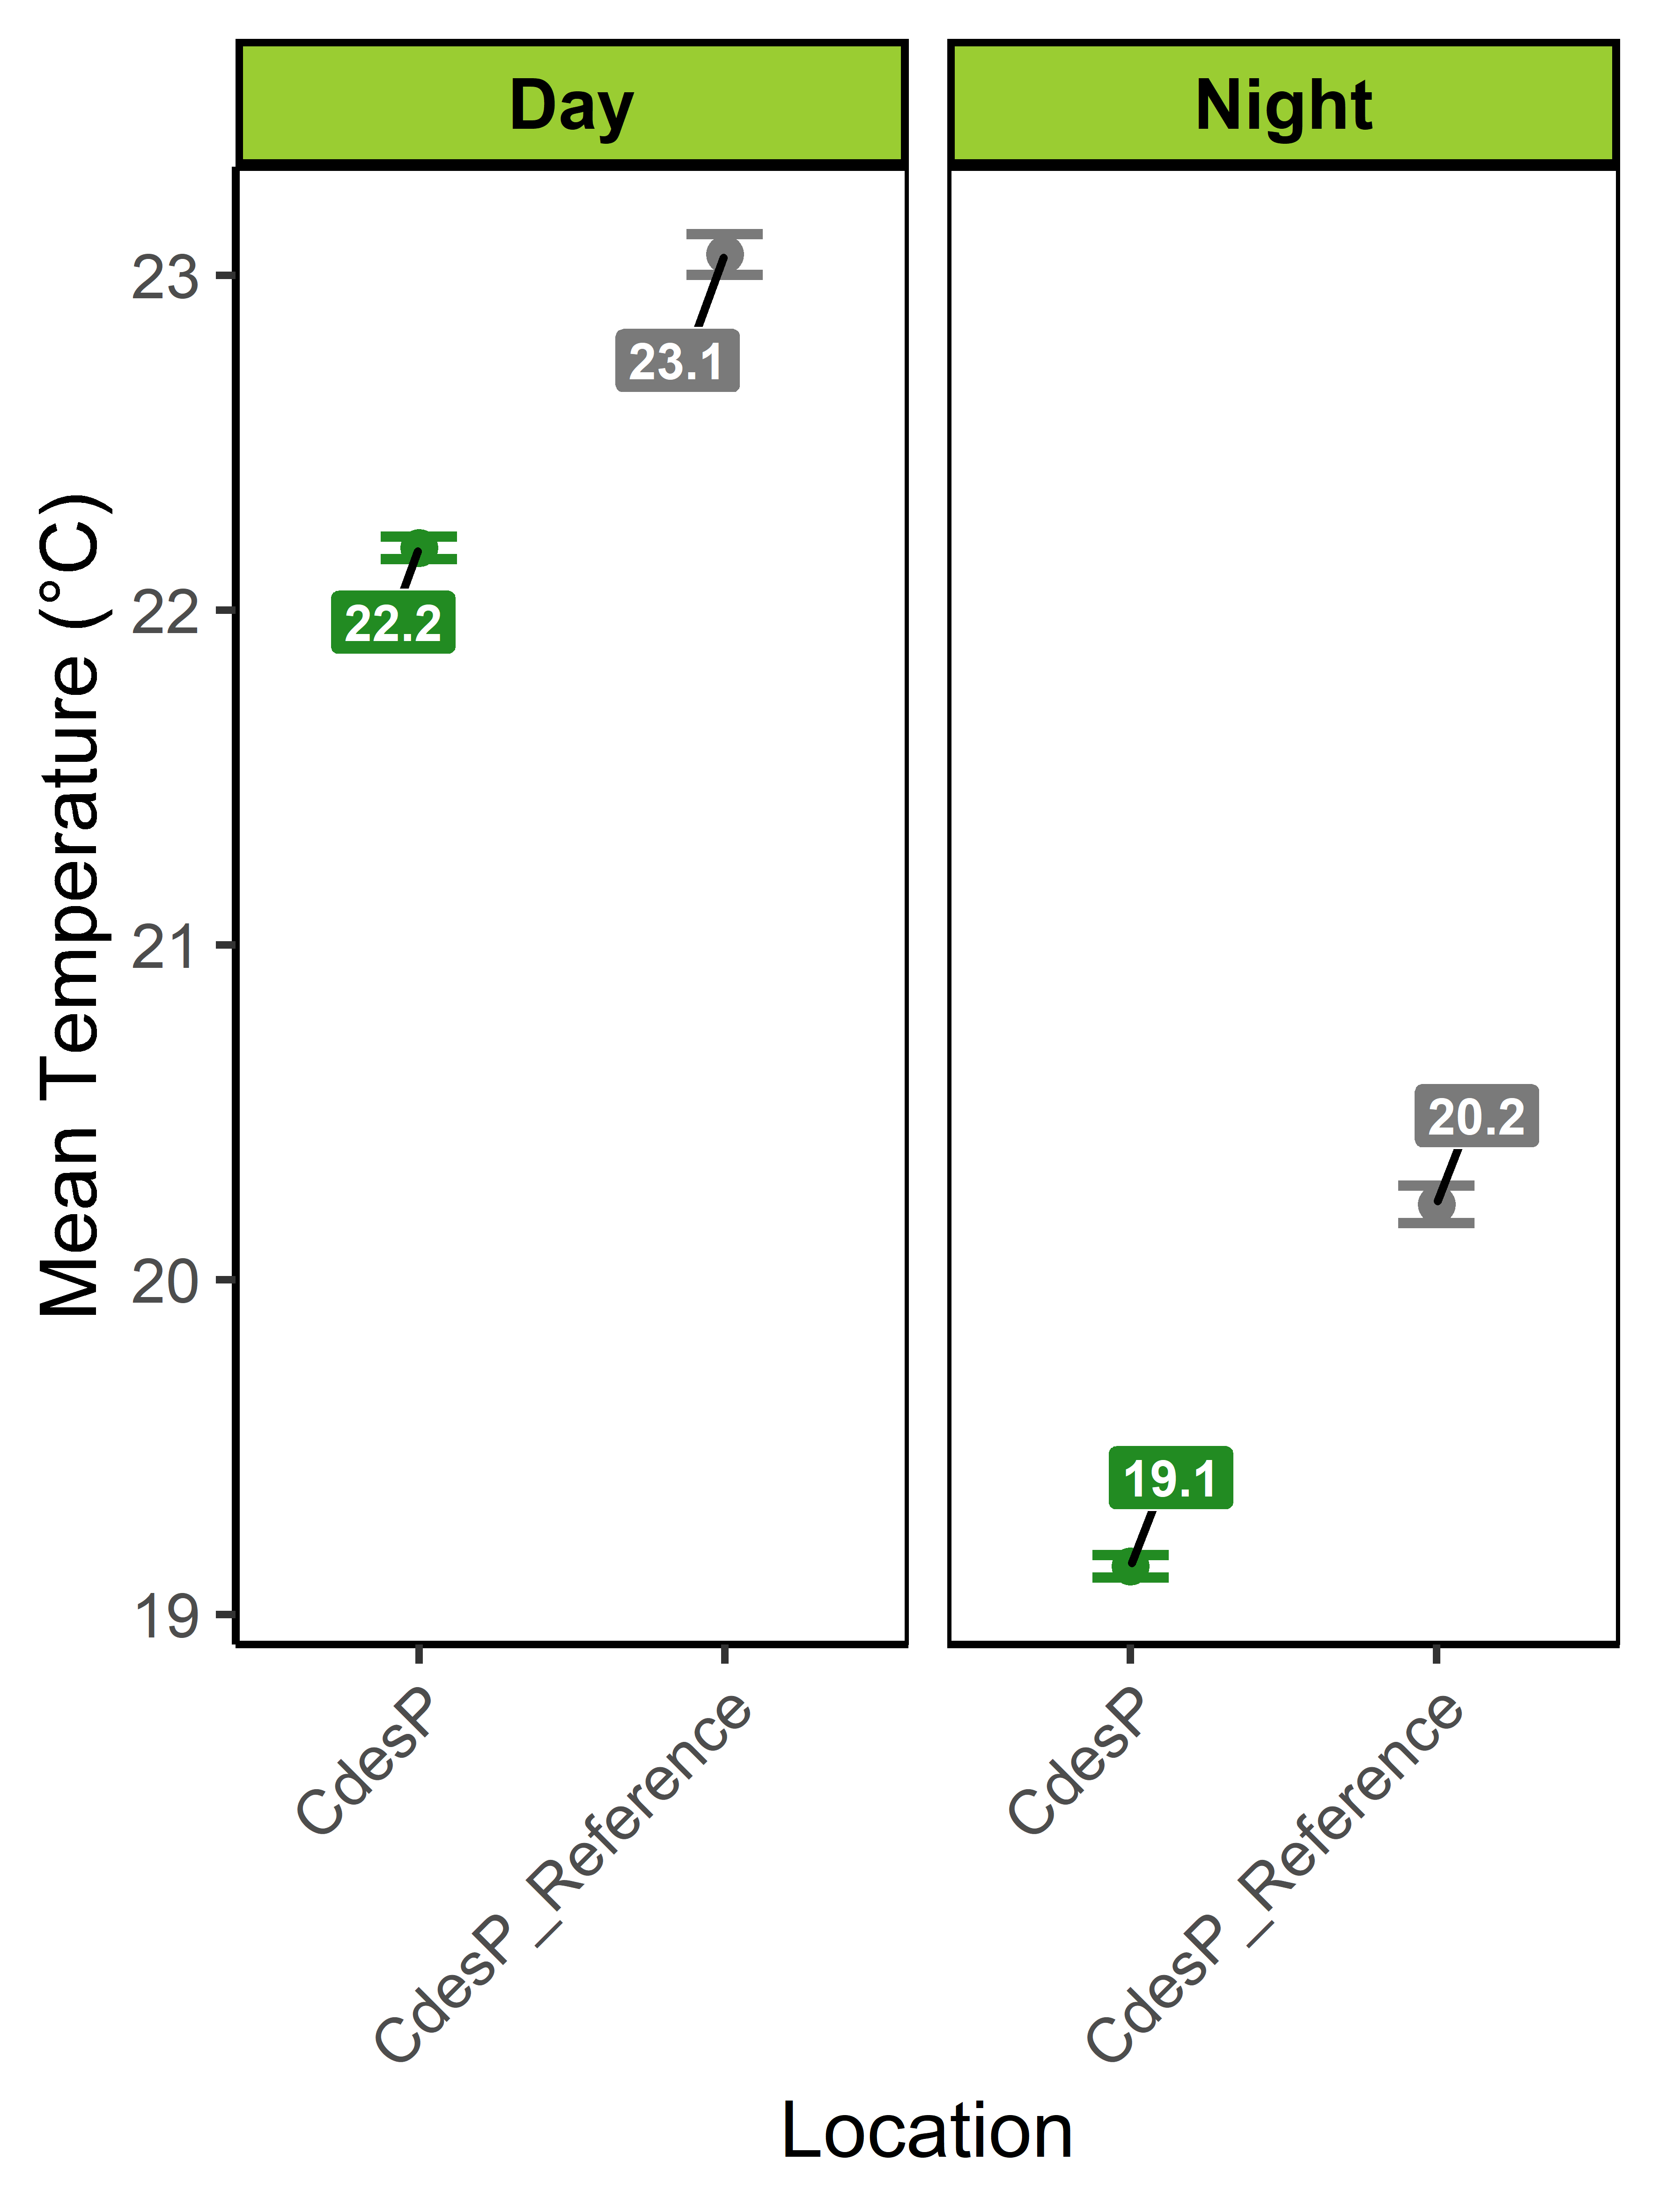 Day
Night
Mean Temperature (°C)
23
22
21
20
19
23.1
22.2
20.2
19.1
CdesP
CdesP_Reference
CdesP
CdesP_Reference
Location